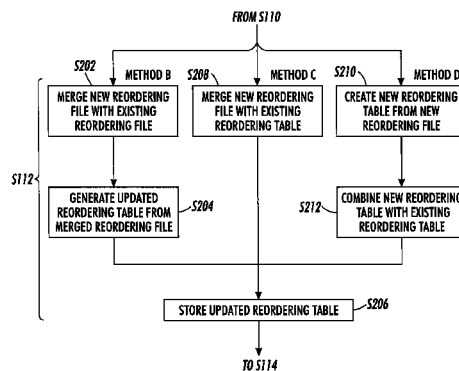 FROM S110
S202
METHOD B
S208
METHOD C
S210
METHOD D
MERGE NEW REORDERING
FILE WITH EXISTING
REORDERING FILE
MERGE NEW REORDERING
FILE WITH EXISTING
REORDERING TABLE
CREATE NEW REORDERING
TABLE FROM NEW
REORDERING FILE
S112
GENERATE UPDATED
REORDERING TABLE FROM
MERGED REORDERING FILE
S204
S212
COMBINE NEW REORDERING
TABLE WITH EXISTING
REORDERING TABLE
STORE UPDATED REORDERING TABLE
S206
TO S114